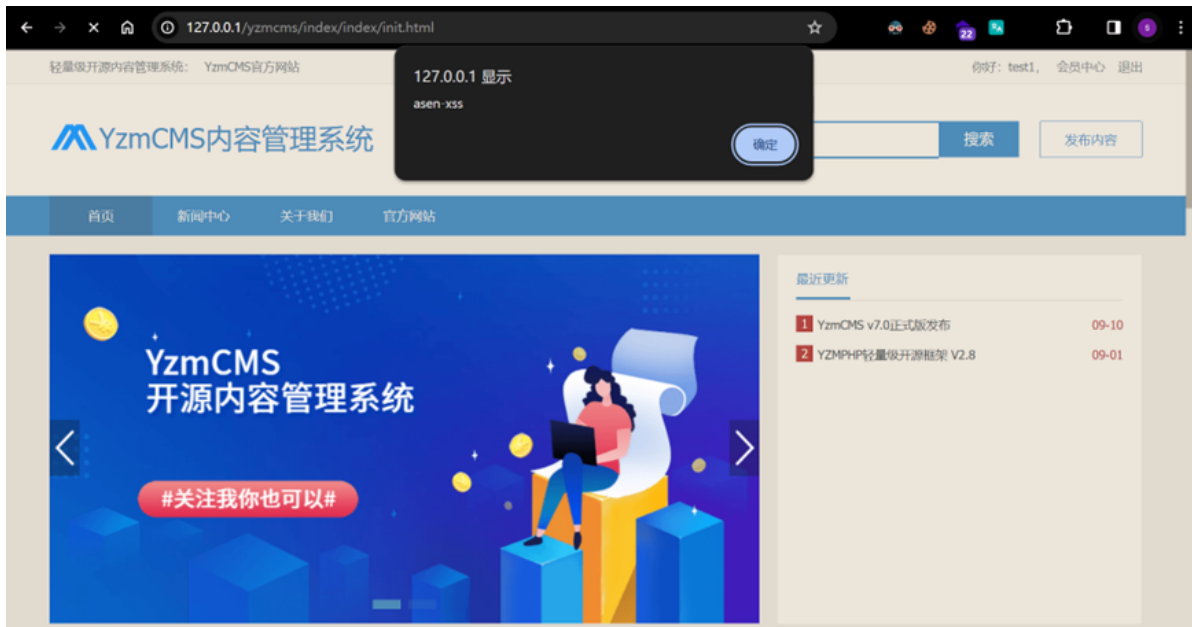 127.0.0.1/yzmcms/index/index/init.html
22
s
轻量级开源内容管理系统: YzmCMS官方网站
你好: test1, 会员中心 退出
127.0.0.1 显示
asen-xss
确定
YzmCMS内容管理系统
搜索
发布内容
首页 新闻中心 关于我们 官方网站
YzmCMS
开源内容管理系统
#关注我你也可以#
最近更新
1 YzmCMS v7.0正式版发布 09-10
2 YZMPHP轻量级开源框架 V2.8 09-01